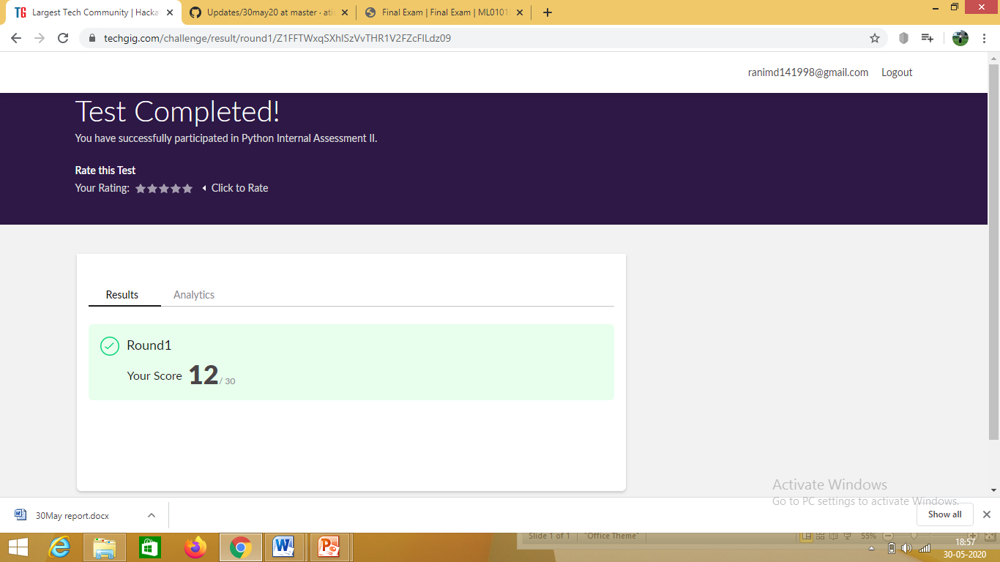 TG Largest Tech Community | Hacka
Updates/30may20 at master · ati
Final Exam | Final Exam | ML0101
techgig.com/challenge/result/round1/Z1FFTWxqSXhISzVvTHR1V2FZcFlLdz09
ranimd141998@gmail.com Logout
Test Completed!
You have successfully participated in Python Internal Assessment II.
Rate this Test
Your Rating: Click to Rate
Results Analytics
Round1
Your Score 12 / 30
Activate Windows
Go to PC settings to activate Windows.
30May report.docx
Show all
Slide 1 of 1 "Office Theme" 55%
18:57
30-05-2020